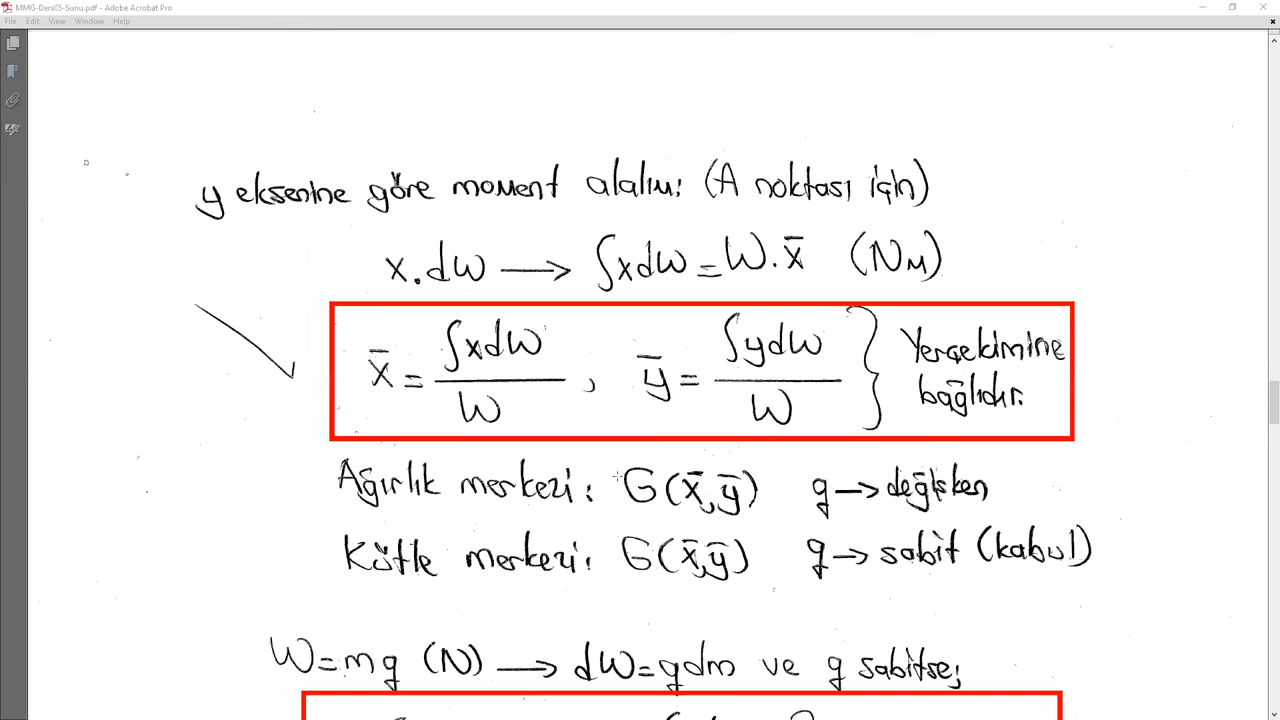 MMG-Ders05-Sunu.pdf - Adobe Acrobat Pro
File Edit View Window Help
y eksenine göre moment alalım: (A noktası için)
x.dW → ∫xdW = W.x̄ (Nm)
x̄ = ∫xdW / W , ȳ = ∫ydW / W } Yerçekimine bağlıdır.
Ağırlık merkezi: G(x̄,ȳ) g → değişken
Kütle merkezi: G(x̄,ȳ) g → sabit (kabul)
W=mg (N) → dW=gdm ve g sabitse;